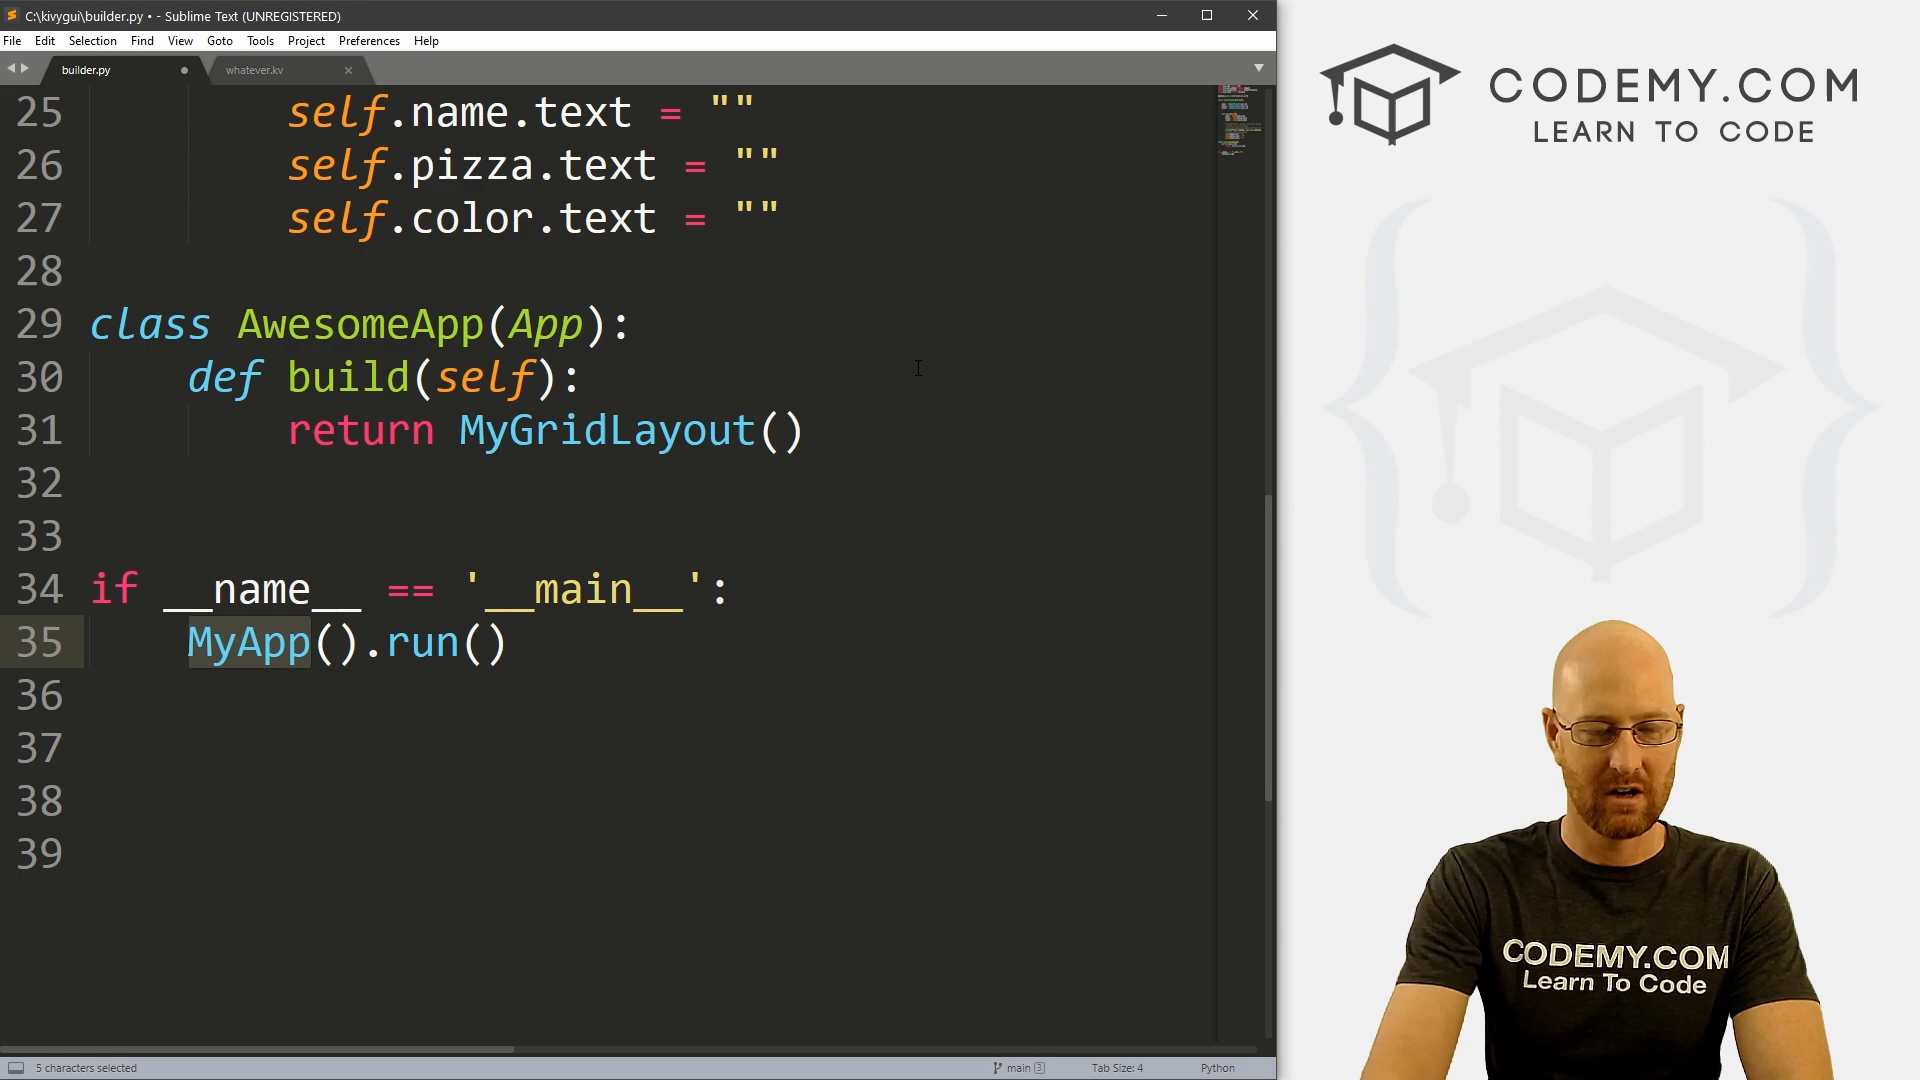 C:\kivygui\builder.py • - Sublime Text (UNREGISTERED)
File Edit Selection Find View Goto Tools Project Preferences Help
builder.py whatever.kv
25 self.name.text = ""
26 self.pizza.text = ""
27 self.color.text = ""
28
29 class AwesomeApp(App):
30 def build(self):
31 return MyGridLayout()
32
33
34 if __name__ == '__main__':
35 MyApp().run()
36
37
38
39
5 characters selected main 3 Tab Size: 4 Python
CODEMY.COM
LEARN TO CODE
CODEMY.COM
Learn To Code